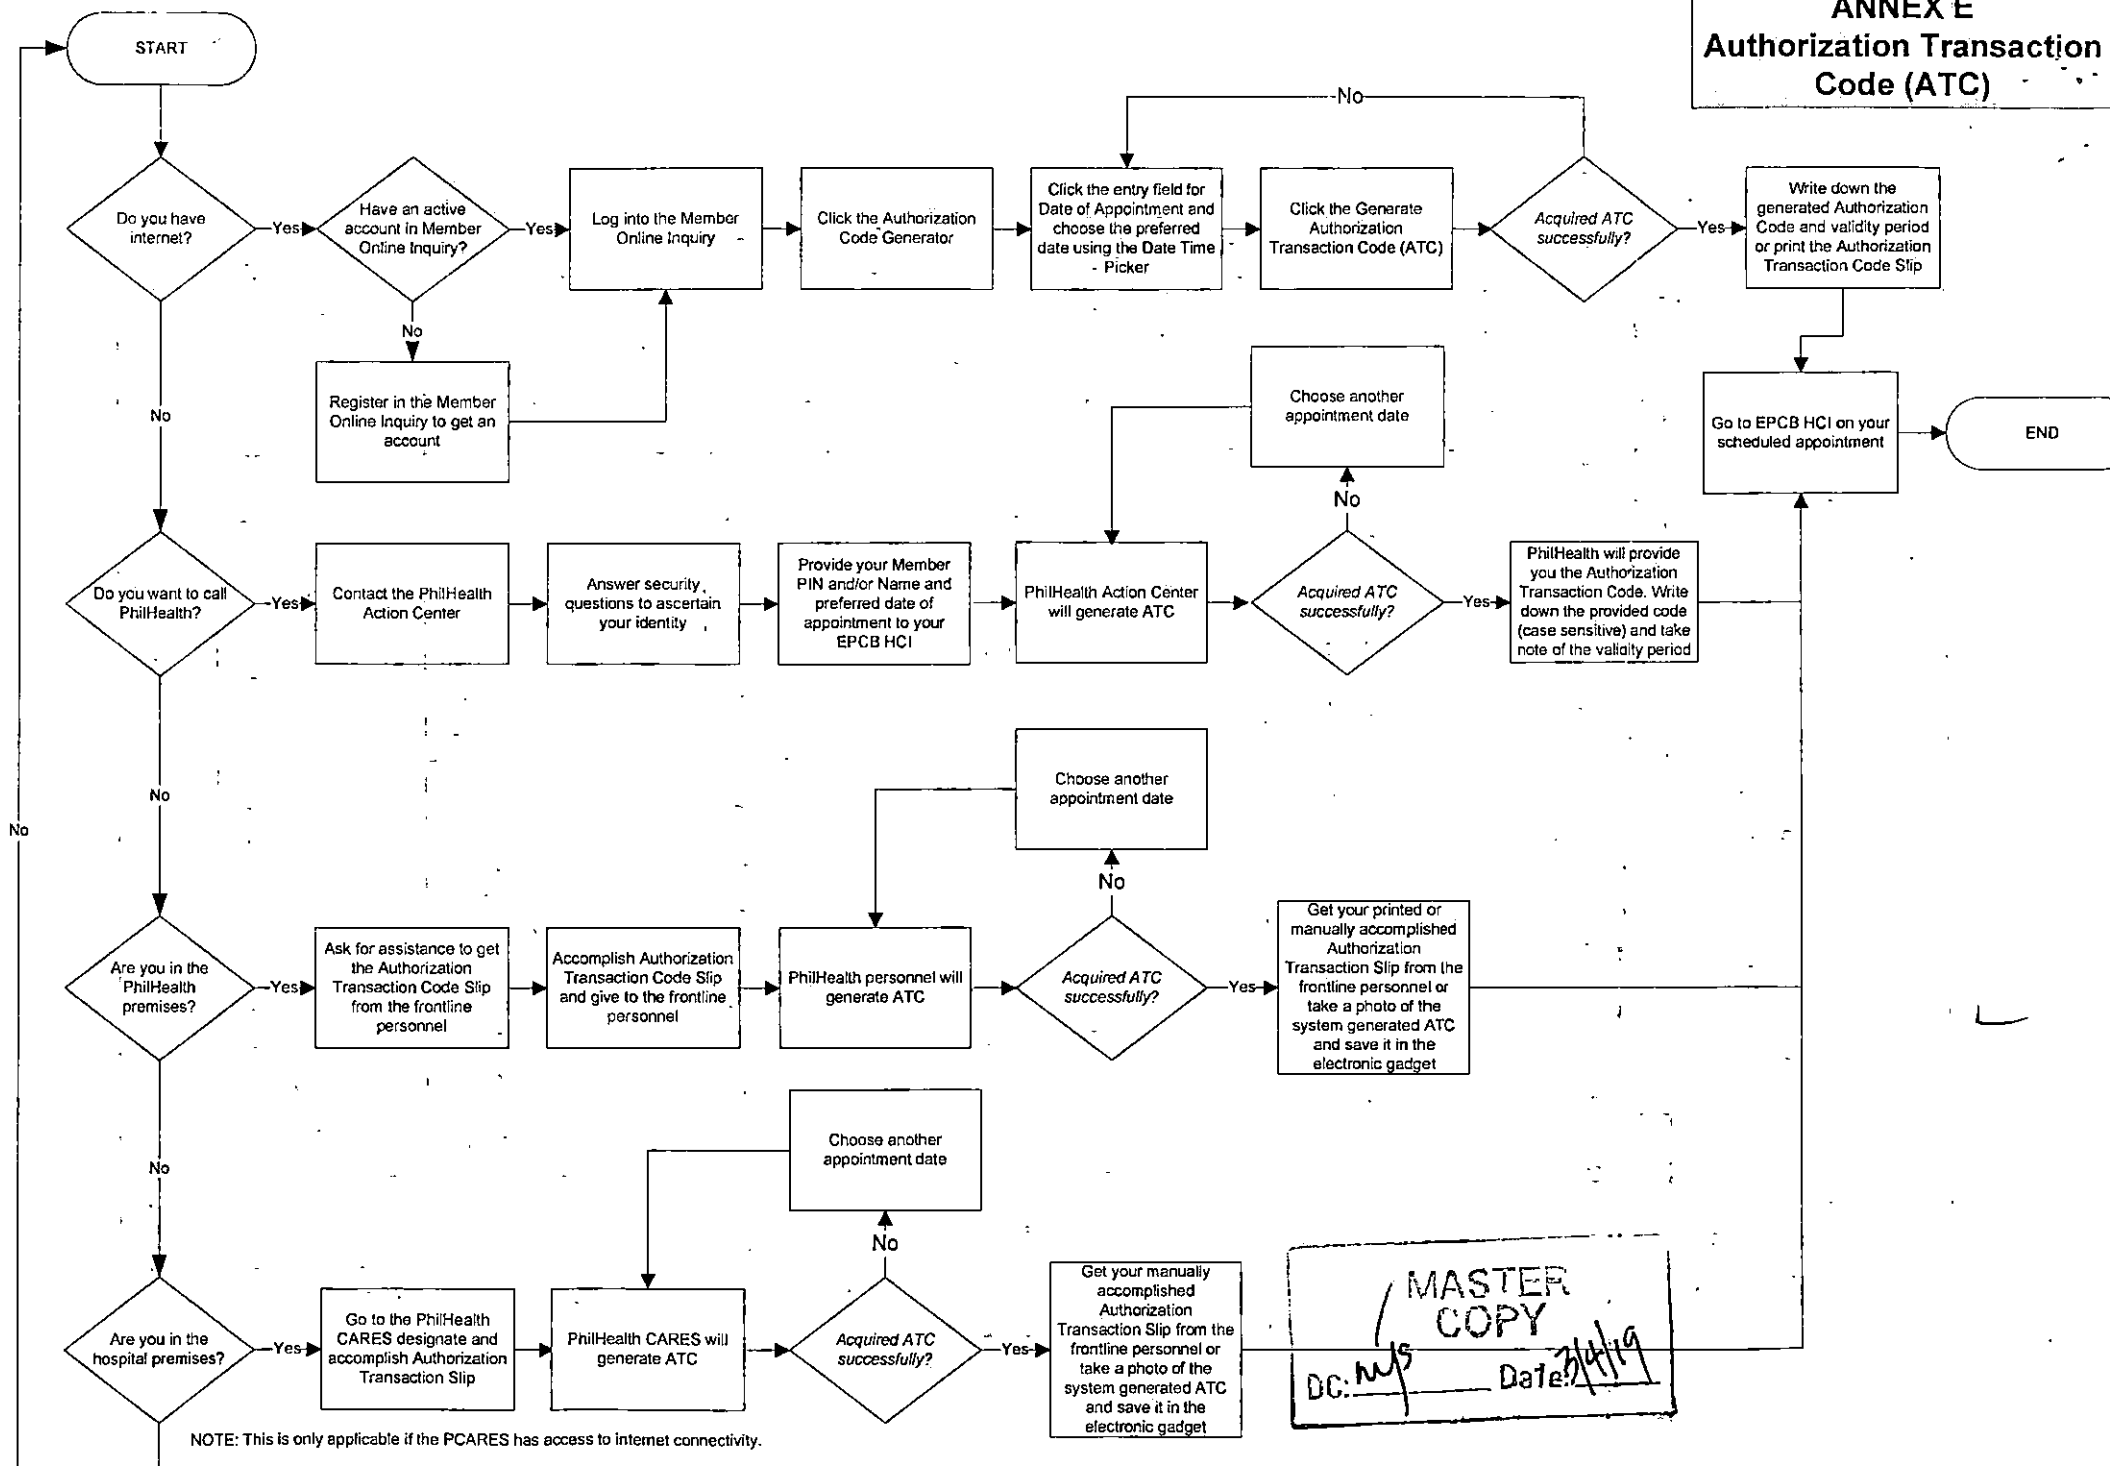 ANNEX E
Authorization Transaction
Code (ATC)
START
No
Do you have
internet?
Yes
Have an active
account in Member
Online Inquiry?
Yes
Log into the Member
Online Inquiry
Click the Authorization
Code Generator
Click the entry field for
Date of Appointment and
choose the preferred
date using the Date Time
- Picker
Click the Generate
Authorization
Transaction Code (ATC)
Acquired ATC
successfully?
Yes
Write down the
generated Authorization
Code and validity period
or print the Authorization
Transaction Code Slip
No
Register in the Member
Online Inquiry to get an
account
Choose another
appointment date
Go to EPCB HCI on your
scheduled appointment
END
No
No
Do you want to call
PhilHealth?
Yes
Contact the PhilHealth
Action Center
Answer security
questions to ascertain
your identity
Provide your Member
PIN and/or Name and
preferred date of
appointment to your
EPCB HCI
PhilHealth Action Center
will generate ATC
Acquired ATC
successfully?
Yes
PhilHealth will provide
you the Authorization
Transaction Code. Write
down the provided code
(case sensitive) and take
note of the validity period
Choose another
appointment date
No
No
No
Are you in the
PhilHealth
premises?
Yes
Ask for assistance to get
the Authorization
Transaction Code Slip
from the frontline
personnel
Accomplish Authorization
Transaction Code Slip
and give to the frontline
personnel
PhilHealth personnel will
generate ATC
Acquired ATC
successfully?
Yes
Get your printed or
manually accomplished
Authorization
Transaction Slip from the
frontline personnel or
take a photo of the
system generated ATC
and save it in the
electronic gadget
Choose another
appointment date
No
No
Are you in the
hospital premises?
Yes
Go to the PhilHealth
CARES designate and
accomplish Authorization
Transaction Slip
PhilHealth CARES will
generate ATC
Acquired ATC
successfully?
Yes
Get your manually
accomplished
Authorization
Transaction Slip from the
frontline personnel or
take a photo of the
system generated ATC
and save it in the
electronic gadget
MASTER
COPY
DC: Date: 3/4/19
NOTE: This is only applicable if the PCARES has access to internet connectivity.